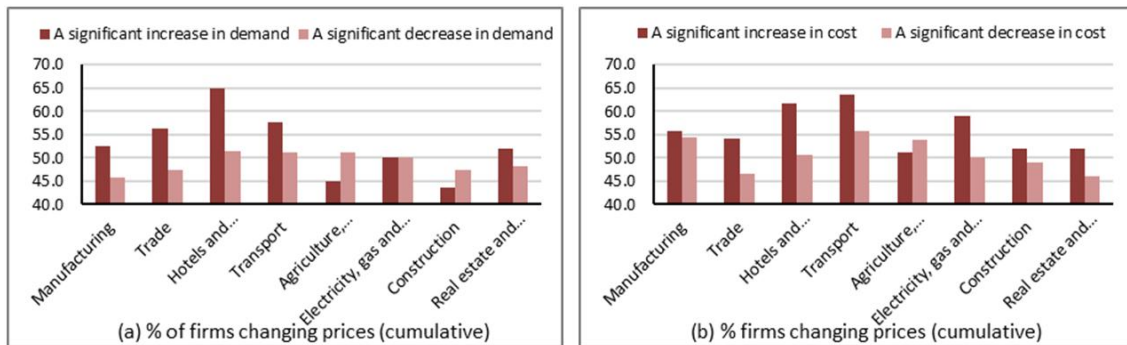 A significant increase in demand
A significant decrease in demand
70.0
65.0
60.0
55.0
50.0
45.0
40.0
Manufacturing
Trade
Hotels and...
Transport
Agriculture,...
Electricity, gas and...
Construction
Real estate and...
(a) % of firms changing prices (cumulative)
A significant increase in cost
A significant decrease in cost
70.0
65.0
60.0
55.0
50.0
45.0
40.0
Manufacturing
Trade
Hotels and...
Transport
Agriculture,...
Electricity, gas and...
Construction
Real estate and...
(b) % firms changing prices (cumulative)